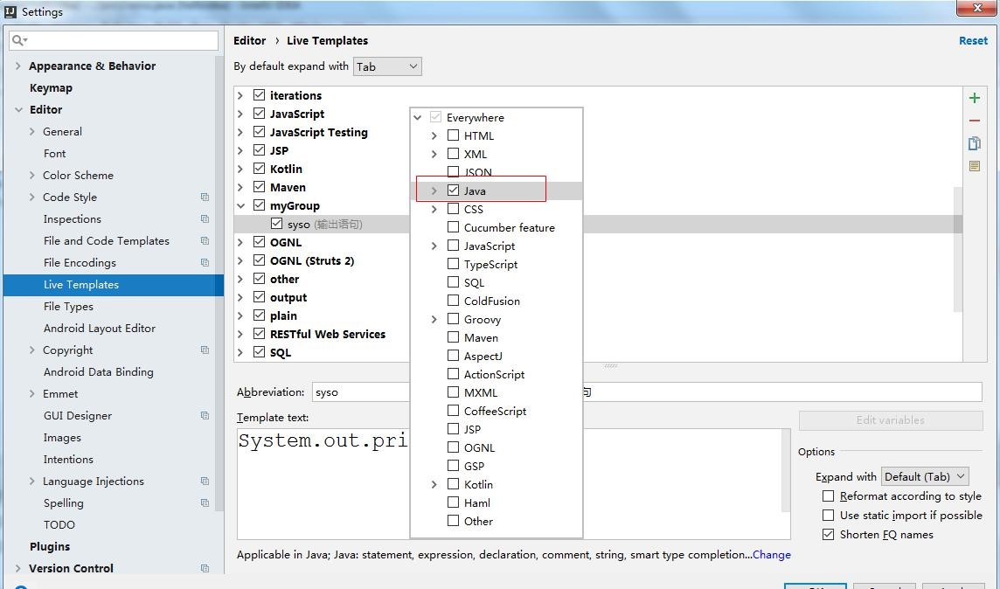 Settings
Editor › Live Templates
Reset
By default expand with Tab
Appearance & Behavior
Keymap
Editor
General
Font
Color Scheme
Code Style
Inspections
File and Code Templates
File Encodings
Live Templates
File Types
Android Layout Editor
Copyright
Android Data Binding
Emmet
GUI Designer
Images
Intentions
Language Injections
Spelling
TODO
Plugins
Version Control
iterations
JavaScript
JavaScript Testing
JSP
Kotlin
Maven
myGroup
syso (输出语句)
OGNL
OGNL (Struts 2)
other
output
plain
RESTful Web Services
SQL
Everywhere
HTML
XML
JSON
Java
CSS
Cucumber feature
JavaScript
TypeScript
SQL
ColdFusion
Groovy
Maven
AspectJ
ActionScript
MXML
CoffeeScript
JSP
OGNL
GSP
Kotlin
Haml
Other
Abbreviation: syso
Template text:
System.out.pri
Edit variables
Options
Expand with Default (Tab)
Reformat according to style
Use static import if possible
Shorten FQ names
Applicable in Java; Java: statement, expression, declaration, comment, string, smart type completion...Change